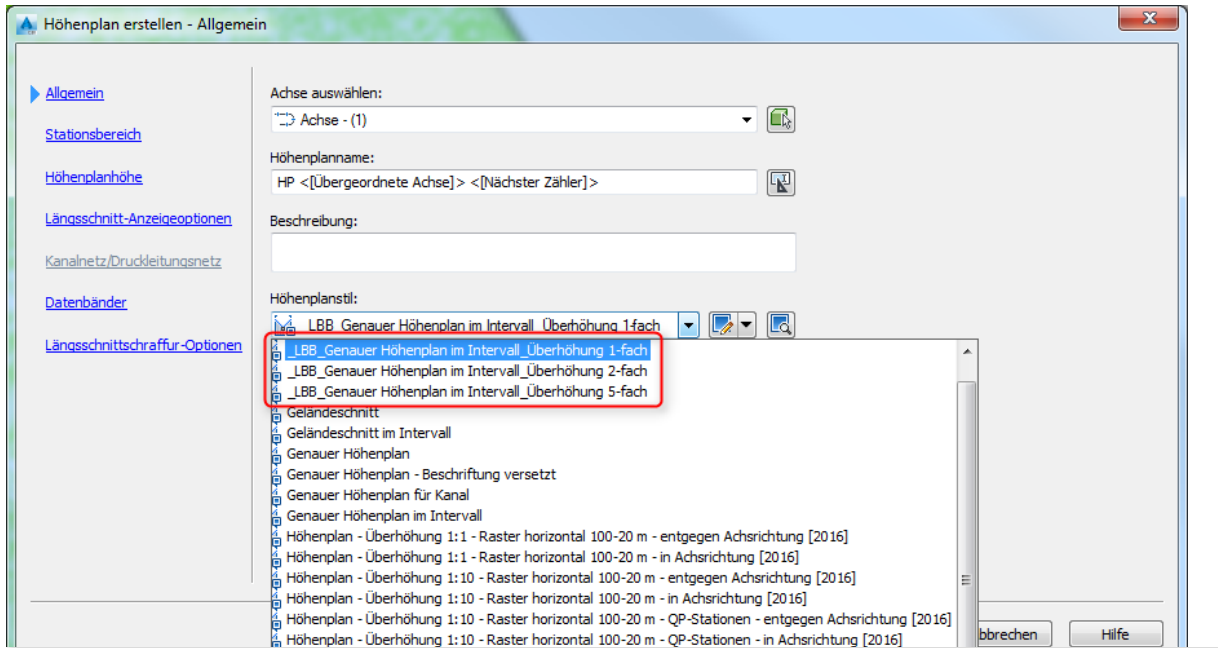 Höhenplan erstellen - Allgemein
Allgemein
Stationsbereich
Höhenplanhöhe
Längsschnitt-Anzeigeoptionen
Kanalnetz/Druckleitungsnetz
Datenbänder
Längsschnittschraffur-Optionen
Achse auswählen:
Achse - (1)
Höhenplanname:
HP <[Übergeordnete Achse]> <[Nächster Zähler]>
Beschreibung:
Höhenplanstil:
_LBB_Genauer Höhenplan im Intervall_Überhöhung 1-fach
_LBB_Genauer Höhenplan im Intervall_Überhöhung 1-fach
_LBB_Genauer Höhenplan im Intervall_Überhöhung 2-fach
_LBB_Genauer Höhenplan im Intervall_Überhöhung 5-fach
Geländeschnitt
Geländeschnitt im Intervall
Genauer Höhenplan
Genauer Höhenplan - Beschriftung versetzt
Genauer Höhenplan für Kanal
Genauer Höhenplan im Intervall
Höhenplan - Überhöhung 1:1 - Raster horizontal 100-20 m - entgegen Achsrichtung [2016]
Höhenplan - Überhöhung 1:1 - Raster horizontal 100-20 m - in Achsrichtung [2016]
Höhenplan - Überhöhung 1:10 - Raster horizontal 100-20 m - entgegen Achsrichtung [2016]
Höhenplan - Überhöhung 1:10 - Raster horizontal 100-20 m - in Achsrichtung [2016]
Höhenplan - Überhöhung 1:10 - Raster horizontal 100-20 m - QP-Stationen - entgegen Achsrichtung [2016]
Höhenplan - Überhöhung 1:10 - Raster horizontal 100-20 m - QP-Stationen - in Achsrichtung [2016]
bbrechen
Hilfe